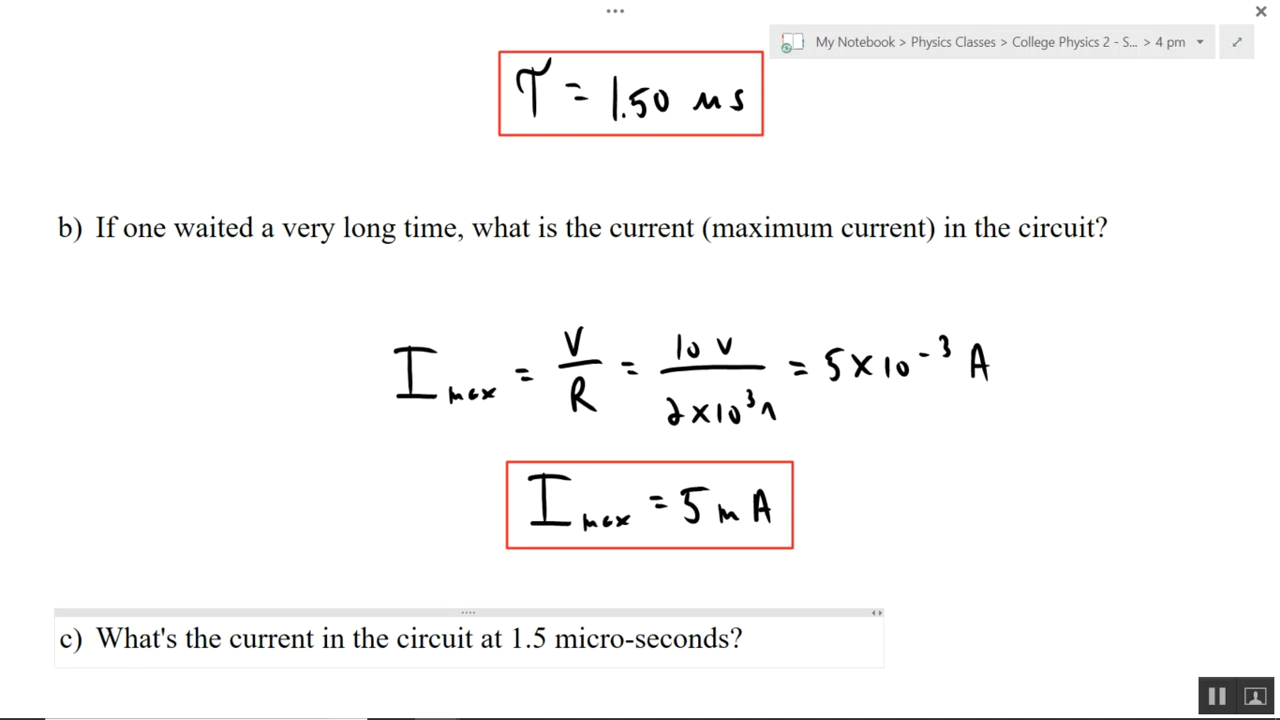 My Notebook > Physics Classes > College Physics 2 - S... > 4 pm
τ = 1.50 μs
b) If one waited a very long time, what is the current (maximum current) in the circuit?
I max = V/R = 10 V / 2×10³ Ω = 5×10⁻³ A
I max = 5 mA
c) What's the current in the circuit at 1.5 micro-seconds?